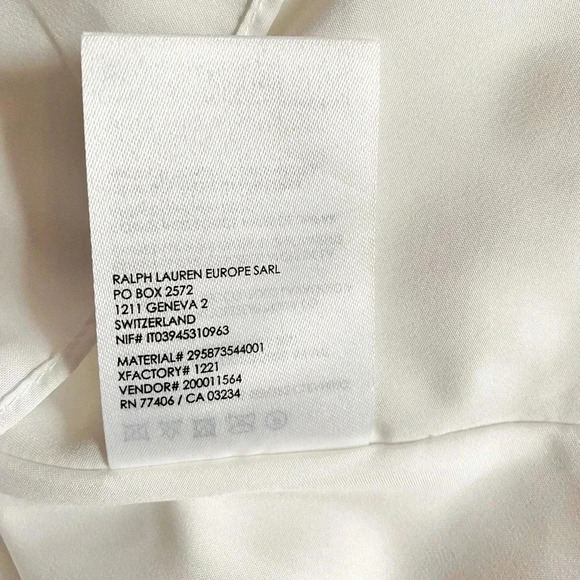 RALPH LAUREN EUROPE SARL
PO BOX 2572
1211 GENEVA 2
SWITZERLAND
NIF# IT03945310963
MATERIAL# 295873544001
XFACTORY# 1221
VENDOR# 200011564
RN 77406 / CA 03234